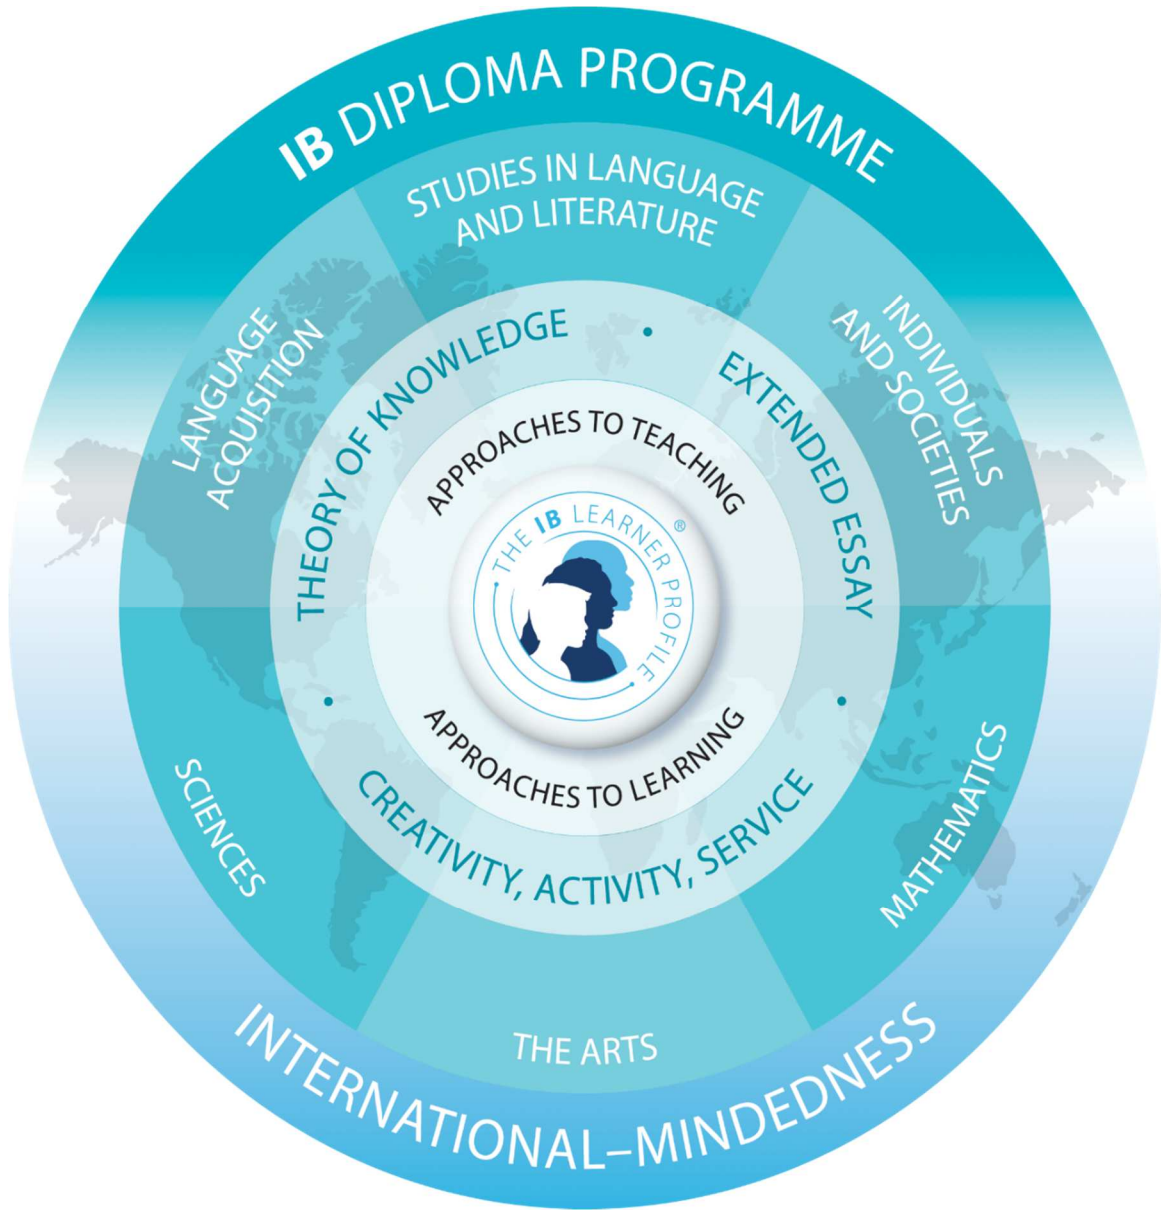 IB DIPLOMA PROGRAMME
STUDIES IN LANGUAGE
AND LITERATURE
LANGUAGE
ACQUISITION
INDIVIDUALS
AND SOCIETIES
THEORY OF KNOWLEDGE
•
EXTENDED ESSAY
•
APPROACHES TO TEACHING
THE IB LEARNER PROFILE
®
APPROACHES TO LEARNING
•
CREATIVITY, ACTIVITY, SERVICE
SCIENCES
MATHEMATICS
THE ARTS
INTERNATIONAL–MINDEDNESS